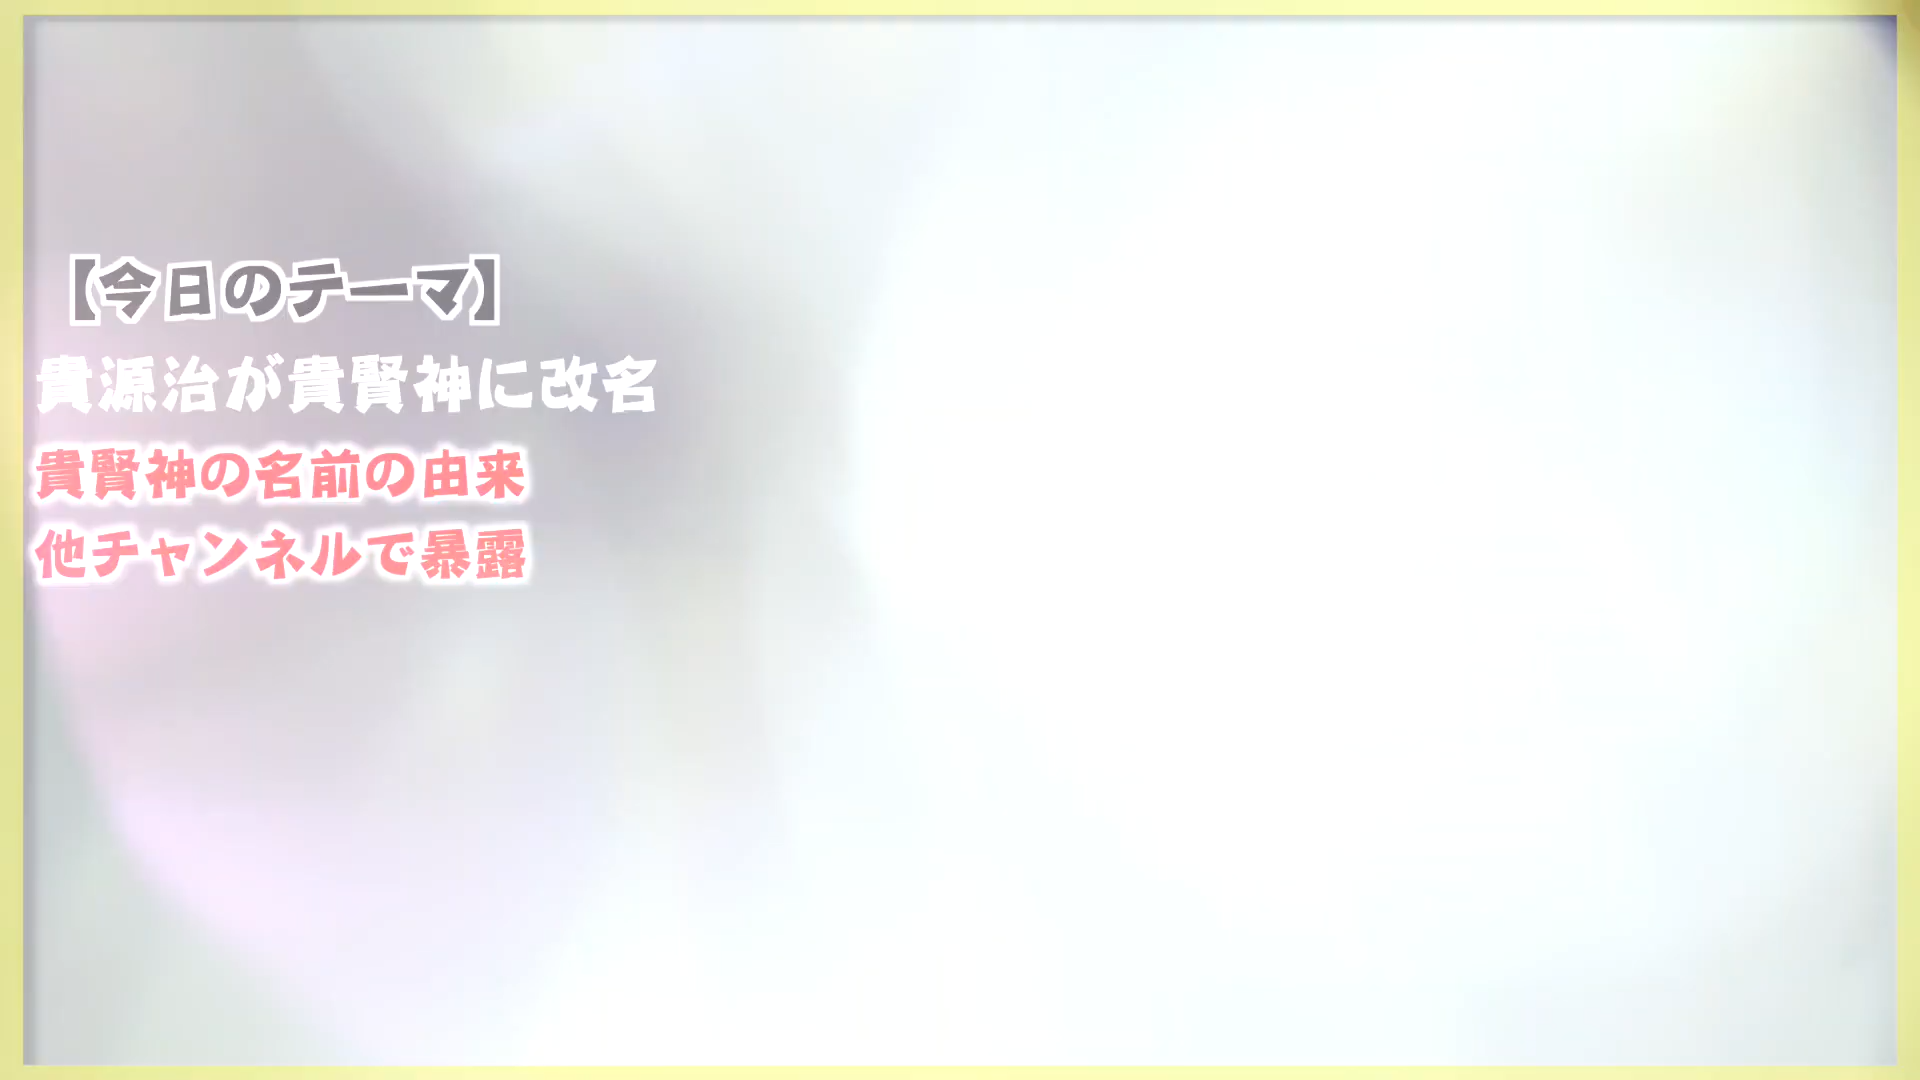 【今日のテーマ】
貴源治が貴賢神に改名
貴賢神の名前の由来
他チャンネルで暴露